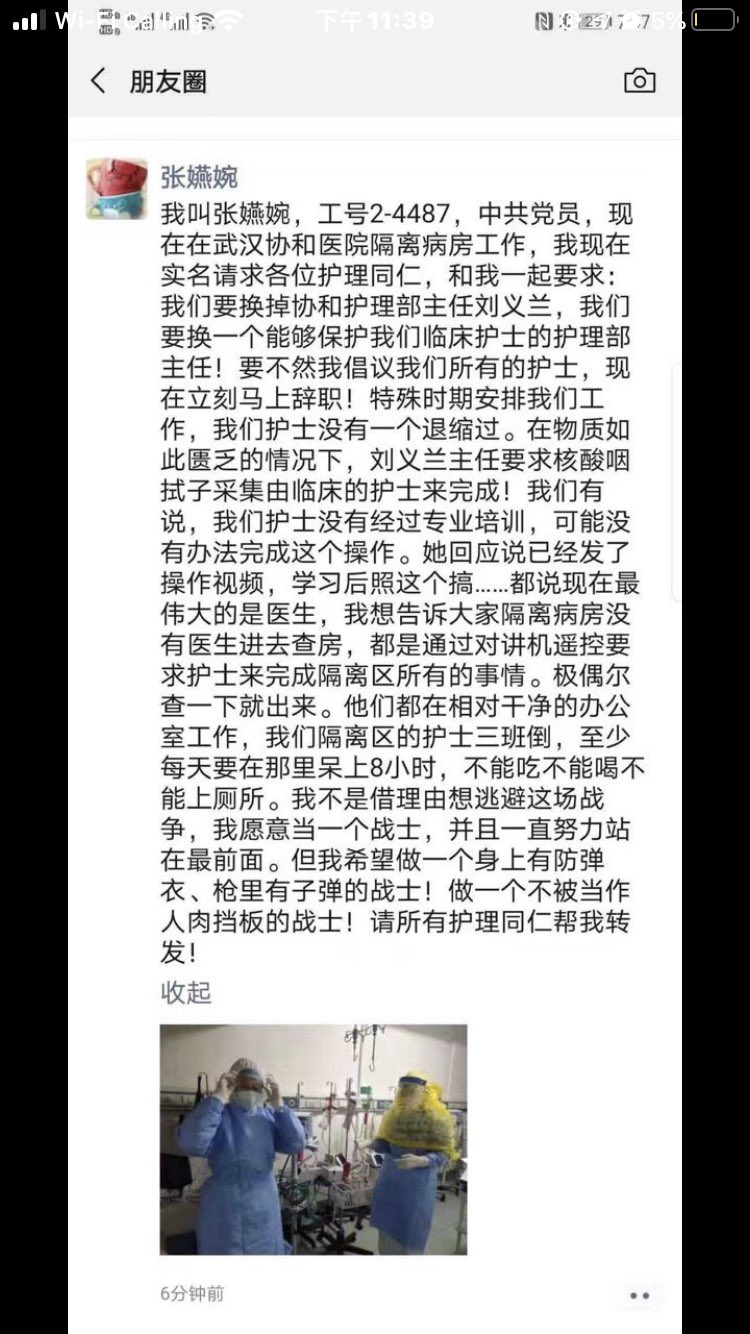 下午11:39
朋友圈
张嬿婉
我叫张嬿婉，工号2-4487，中共党员，现
在在武汉协和医院隔离病房工作，我现在
实名请求各位护理同仁，和我一起要求：
我们要换掉协和护理部主任刘义兰，我们
要换一个能够保护我们临床护士的护理部
主任！要不然我倡议我们所有的护士，现
在立刻马上辞职！特殊时期安排我们工
作，我们护士没有一个退缩过。在物质如
此匮乏的情况下，刘义兰主任要求核酸咽
拭子采集由临床的护士来完成！我们有
说，我们护士没有经过专业培训，可能没
有办法完成这个操作。她回应说已经发了
操作视频，学习后照这个搞……都说现在最
伟大的是医生，我想告诉大家隔离病房没
有医生进去查房，都是通过对讲机遥控要
求护士来完成隔离区所有的事情。极偶尔
查一下就出来。他们都在相对干净的办公
室工作，我们隔离区的护士三班倒，至少
每天要在那里呆上8小时，不能吃不能喝不
能上厕所。我不是借理由想逃避这场战
争，我愿意当一个战士，并且一直努力站
在最前面。但我希望做一个身上有防弹
衣、枪里有子弹的战士！做一个不被当作
人肉挡板的战士！请所有护理同仁帮我转
发！
收起
6分钟前